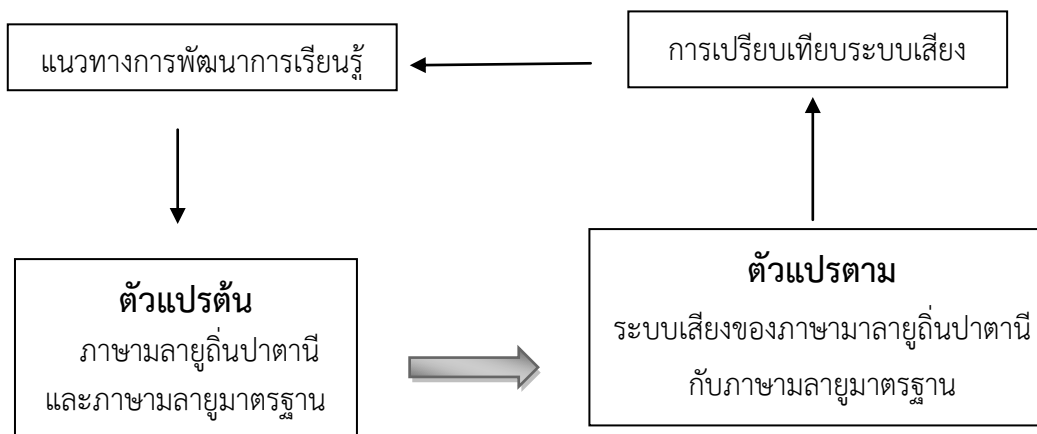 แนวทางการพัฒนาการเรียนรู้
การเปรียบเทียบระบบเสียง
ตัวแปรต้น
ภาษามลายูถิ่นปาตานี
และภาษามลายูมาตรฐาน
ตัวแปรตาม
ระบบเสียงของภาษามาลายูถิ่นปาตานี
กับภาษามลายูมาตรฐาน